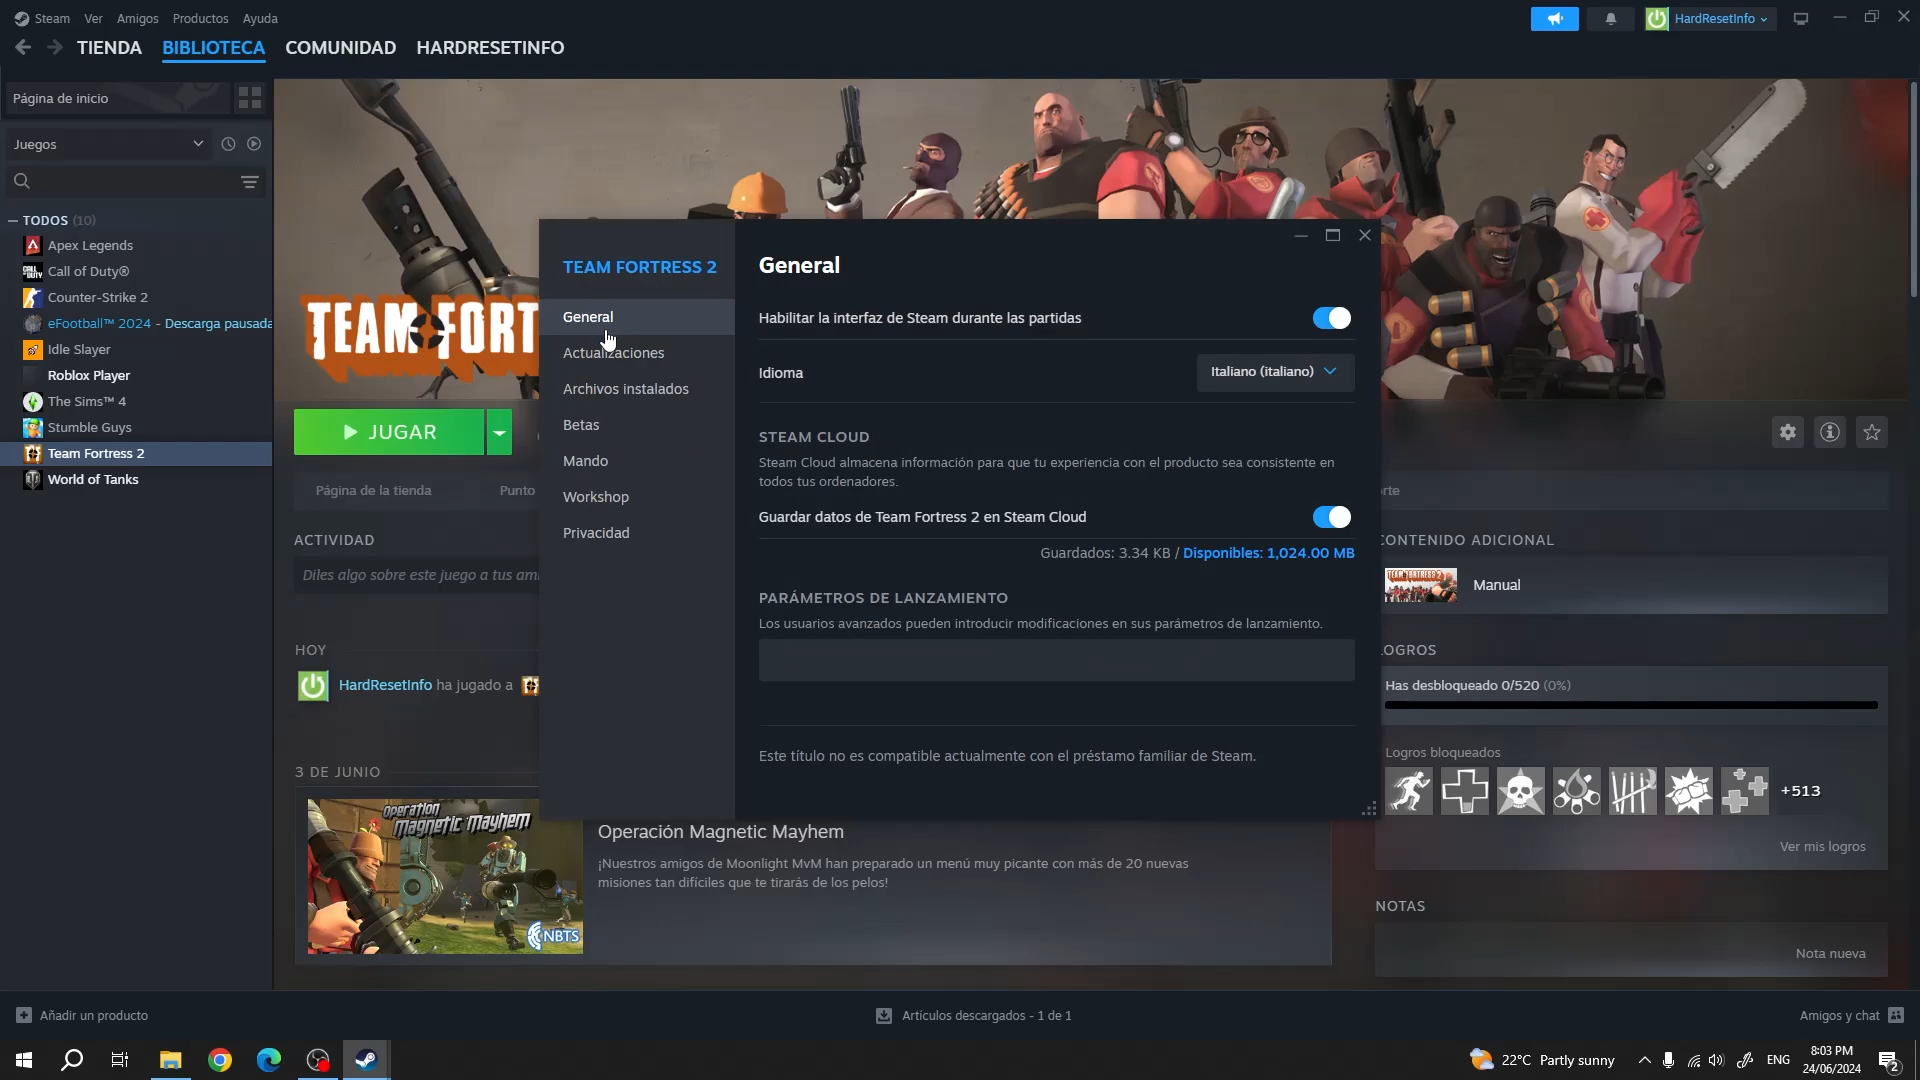 Steam Ver Amigos Productos Ayuda
HardResetInfo
TIENDA BIBLIOTECA COMUNIDAD HARDRESETINFO
Página de inicio
Juegos
— TODOS (10)
Apex Legends
Call of Duty®
Counter-Strike 2
eFootball™ 2024 - Descarga pausada
Idle Slayer
Roblox Player
The Sims™ 4
Stumble Guys
Team Fortress 2
World of Tanks
TEAM FORT
JUGAR
Página de la tienda
Punto
orte
ACTIVIDAD
Diles algo sobre este juego a tus ami
HOY
HardResetInfo ha jugado a
3 DE JUNIO
OPERATION
MAGNETIC MAYHEM
NBTS
Operación Magnetic Mayhem
¡Nuestros amigos de Moonlight MvM han preparado un menú muy picante con más de 20 nuevas
misiones tan difíciles que te tirarás de los pelos!
TEAM FORTRESS 2
General
Actualizaciones
Archivos instalados
Betas
Mando
Workshop
Privacidad
General
Habilitar la interfaz de Steam durante las partidas
Idioma
Italiano (italiano)
STEAM CLOUD
Steam Cloud almacena información para que tu experiencia con el producto sea consistente en
todos tus ordenadores.
Guardar datos de Team Fortress 2 en Steam Cloud
Guardados: 3.34 KB / Disponibles: 1,024.00 MB
PARÁMETROS DE LANZAMIENTO
Los usuarios avanzados pueden introducir modificaciones en sus parámetros de lanzamiento.
Este título no es compatible actualmente con el préstamo familiar de Steam.
CONTENIDO ADICIONAL
TEAM FORTRESS 2
Manual
LOGROS
Has desbloqueado 0/520 (0%)
Logros bloqueados
+513
Ver mis logros
NOTAS
Nota nueva
Añadir un producto
Artículos descargados - 1 de 1
Amigos y chat
22°C Partly sunny
ENG
8:03 PM
24/06/2024
2